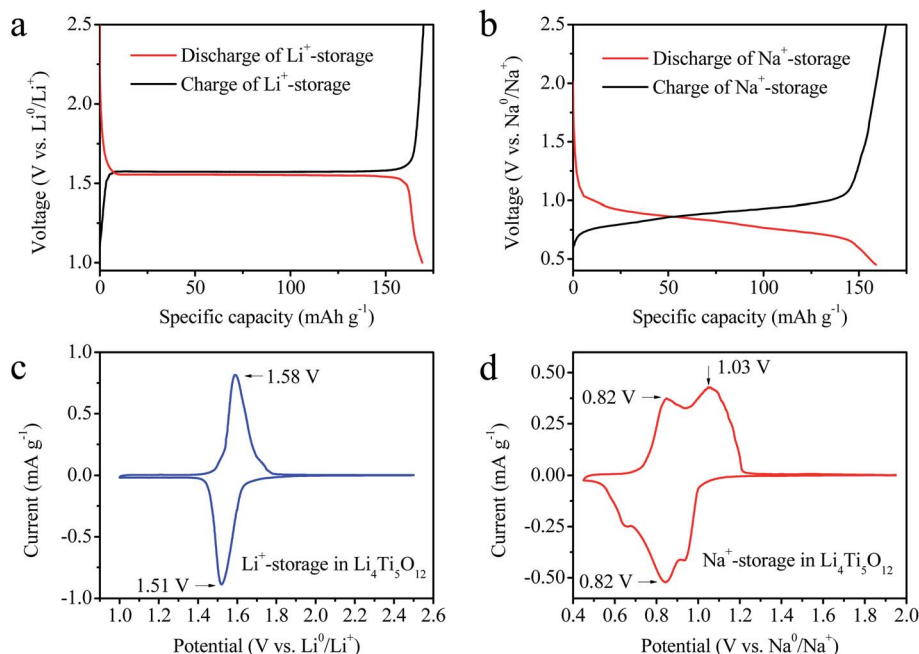 a
2.5
2.0
1.5
1.0
Voltage (V vs. Li⁰/Li⁺)
Discharge of Li⁺-storage
Charge of Li⁺-storage
0 50 100 150
Specific capacity (mAh g⁻¹)
b
2.5
2.0
1.5
1.0
0.5
Voltage (V vs. Na⁰/Na⁺)
Discharge of Na⁺-storage
Charge of Na⁺-storage
0 50 100 150
Specific capacity (mAh g⁻¹)
c
1.0
0.5
0.0
-0.5
-1.0
Current (mA g⁻¹)
1.58 V
1.51 V
Li⁺-storage in Li₄Ti₅O₁₂
1.0 1.2 1.4 1.6 1.8 2.0 2.2 2.4 2.6
Potential (V vs. Li⁰/Li⁺)
d
0.50
0.25
0.00
-0.25
-0.50
Current (mA g⁻¹)
1.03 V
0.82 V
0.82 V
Na⁺-storage in Li₄Ti₅O₁₂
0.4 0.6 0.8 1.0 1.2 1.4 1.6 1.8 2.0
Potential (V vs. Na⁰/Na⁺)